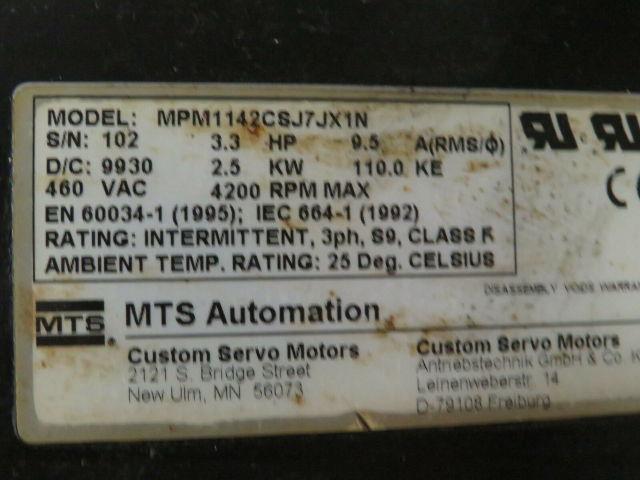 MODEL: MPM1142CSJ7JX1N
S/N: 102 3.3 HP 9.5 A(RMS/ϕ)
D/C: 9930 2.5 KW 110.0 KE
460 VAC 4200 RPM MAX
EN 60034-1 (1995); IEC 664-1 (1992)
RATING: INTERMITTENT, 3ph, S9, CLASS F
AMBIENT TEMP. RATING: 25 Deg. CELSIUS
DISASSEMBLY VOIDS
MTS
MTS Automation
Custom Servo Motors
2121 S. Bridge Street
New Ulm, MN 56073
Custom Servo Motors
Antriebstechnik GmbH & Co.
Leinenweberstr. 14
D-79108 Freiburg